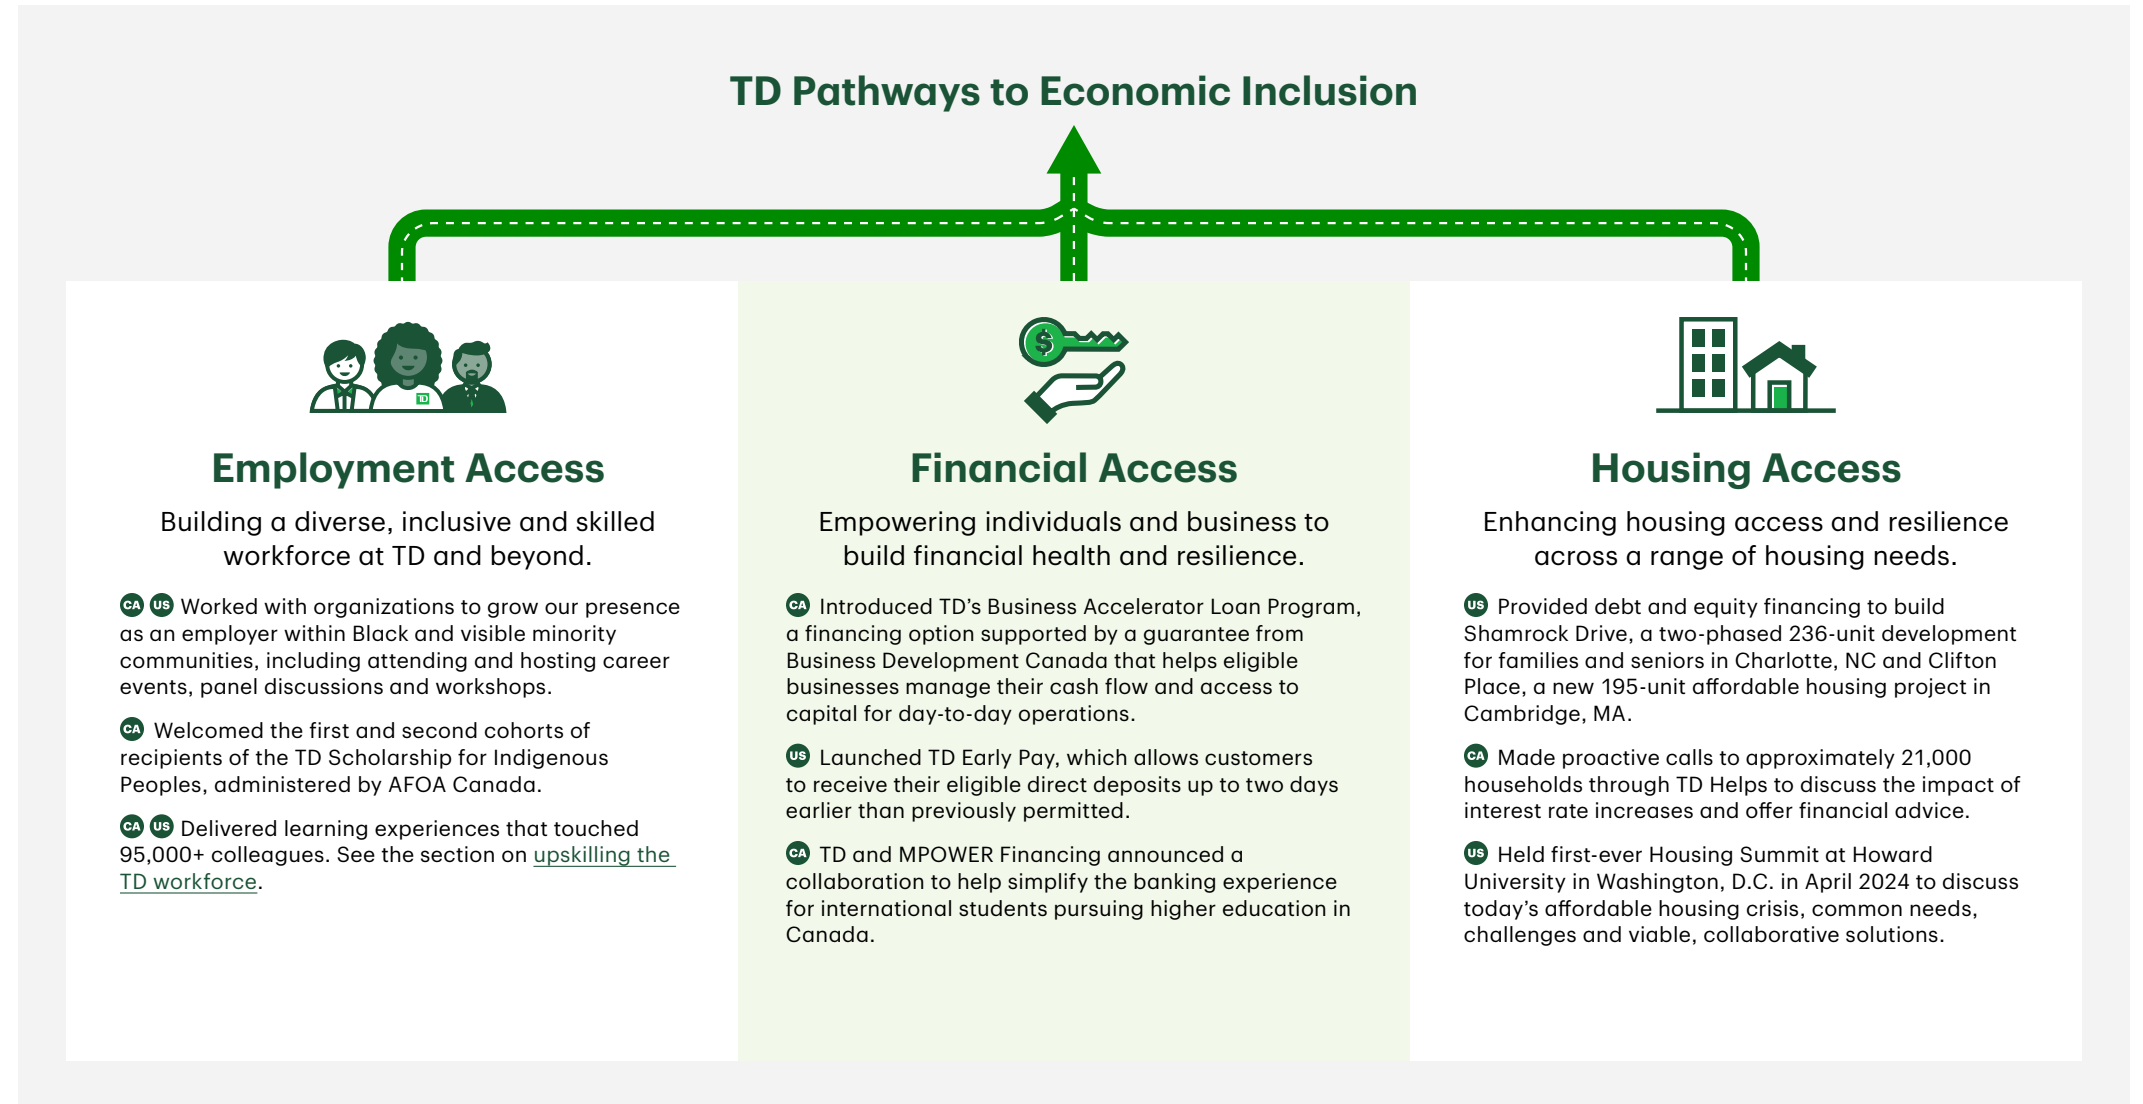 TD Pathways to Economic Inclusion
TD
Employment Access
Building a diverse, inclusive and skilled
workforce at TD and beyond.
CA US Worked with organizations to grow our presence
as an employer within Black and visible minority
communities, including attending and hosting career
events, panel discussions and workshops.
CA Welcomed the first and second cohorts of
recipients of the TD Scholarship for Indigenous
Peoples, administered by AFOA Canada.
CA US Delivered learning experiences that touched
95,000+ colleagues. See the section on upskilling the
TD workforce.
$
Financial Access
Empowering individuals and business to
build financial health and resilience.
CA Introduced TD’s Business Accelerator Loan Program,
a financing option supported by a guarantee from
Business Development Canada that helps eligible
businesses manage their cash flow and access to
capital for day-to-day operations.
US Launched TD Early Pay, which allows customers
to receive their eligible direct deposits up to two days
earlier than previously permitted.
CA TD and MPOWER Financing announced a
collaboration to help simplify the banking experience
for international students pursuing higher education in
Canada.
Housing Access
Enhancing housing access and resilience
across a range of housing needs.
US Provided debt and equity financing to build
Shamrock Drive, a two-phased 236-unit development
for families and seniors in Charlotte, NC and Clifton
Place, a new 195-unit affordable housing project in
Cambridge, MA.
CA Made proactive calls to approximately 21,000
households through TD Helps to discuss the impact of
interest rate increases and offer financial advice.
US Held first-ever Housing Summit at Howard
University in Washington, D.C. in April 2024 to discuss
today’s affordable housing crisis, common needs,
challenges and viable, collaborative solutions.